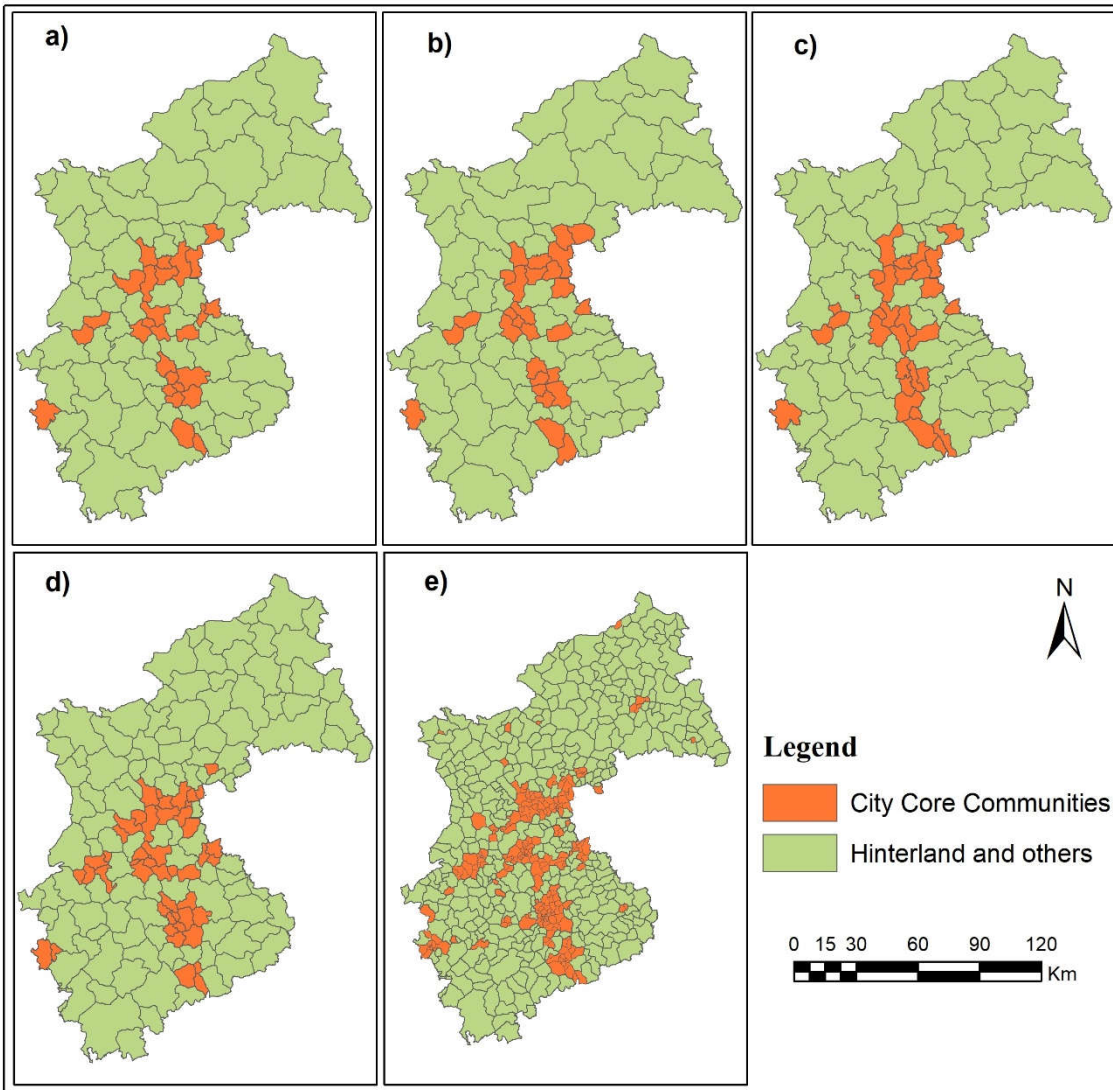 a)
b)
c)
d)
e)
N
Legend
City Core Communities
Hinterland and others
0 15 30 60 90 120
Km